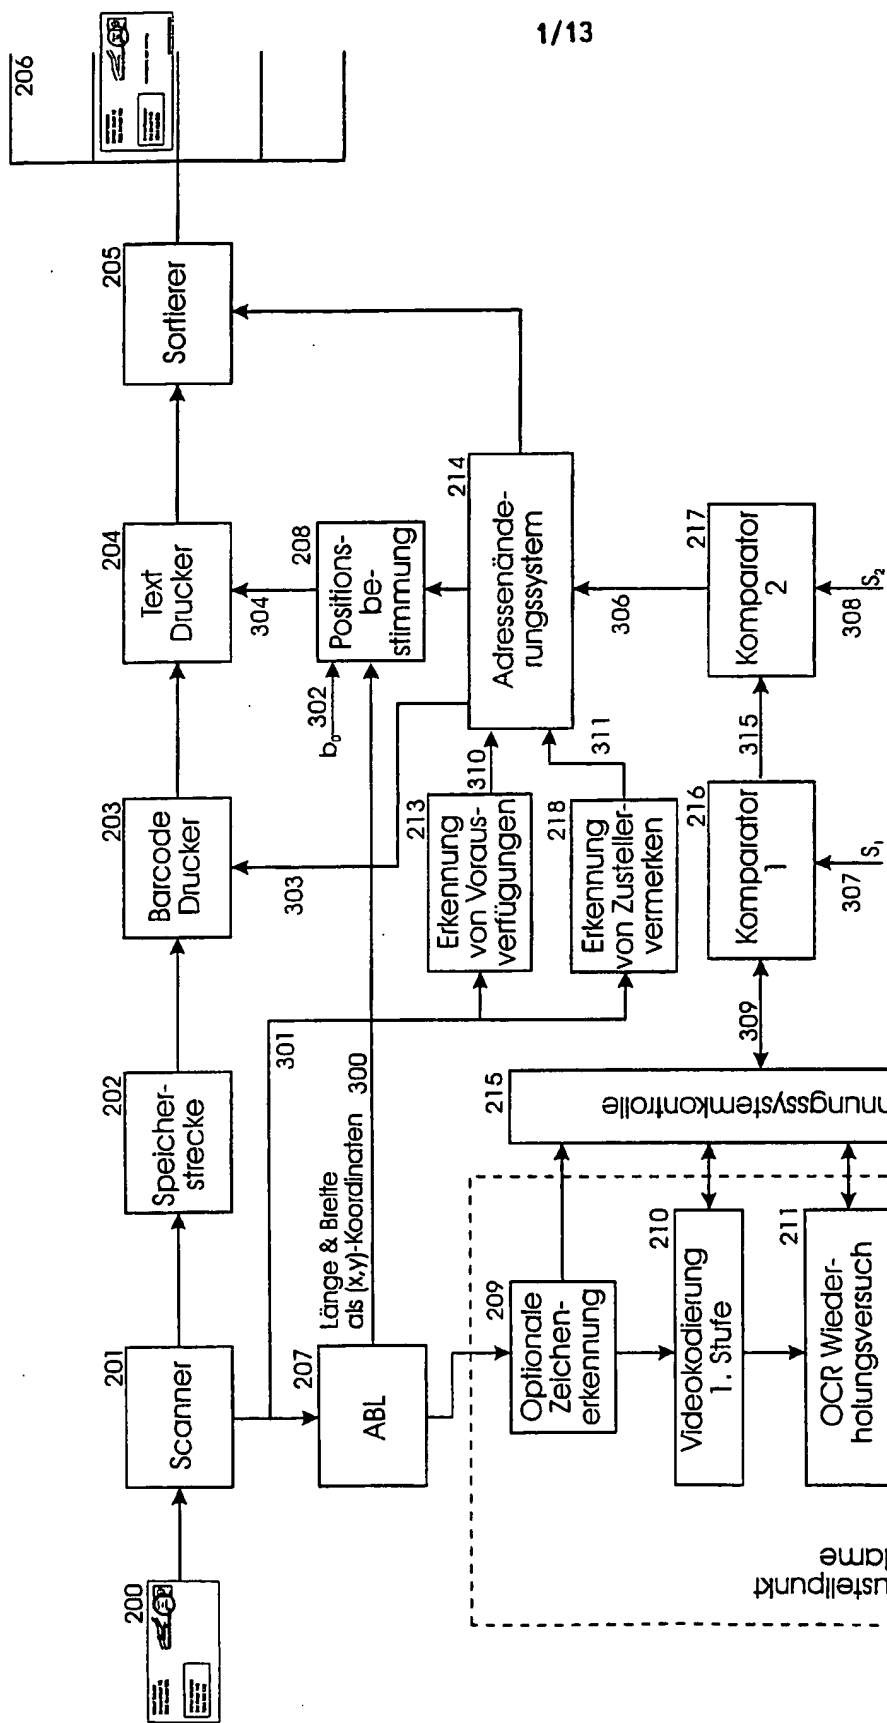 1/13
200
201
Scanner
202
Speicher-
strecke
203
Barcode
Drucker
204
Text
Drucker
205
Sortierer
206
207
ABL
Länge & Breite
als (x,y)-Koordinaten 300
301
303
b₀ 302
304
208
Positions-
be-
stimmung
213
Erkennung
von Voraus-
verfügungen
310
214
Adressenände-
rungssystem
218
Erkennung
von Zusteller-
vermerken
311
306
209
Optionale
Zeichen-
erkennung
215
nnungssystemkontrolle
309
216
Komparator
1
307 S₁
315
217
Komparator
2
308 S₂
210
Videokodierung
1. Stufe
211
OCR Wieder-
holungsversuch
ustellpunkt
lame